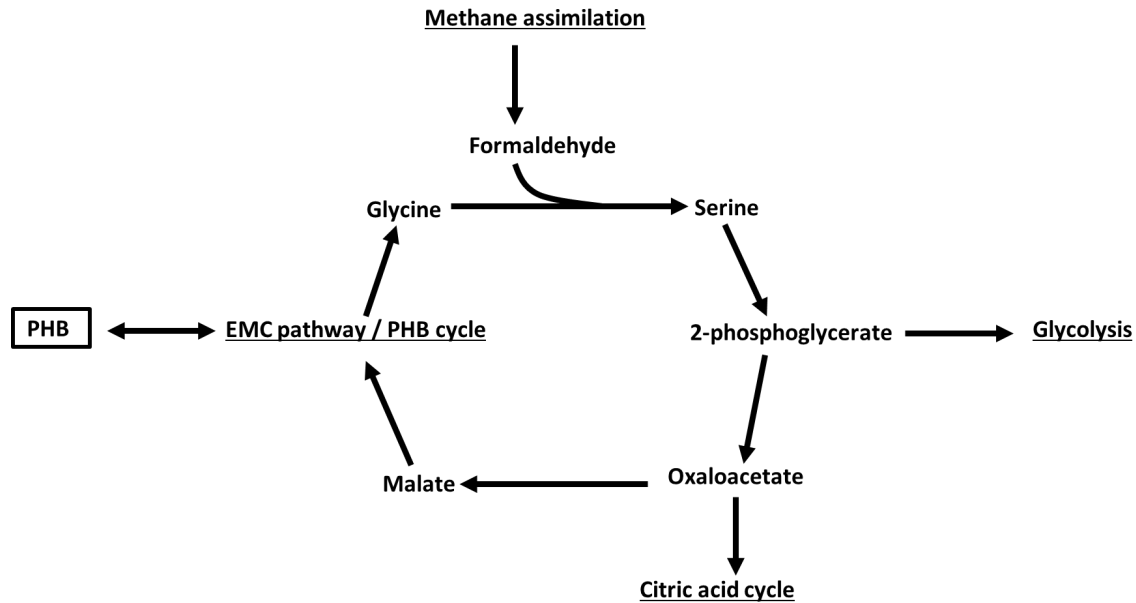 Methane assimilation
Formaldehyde
Glycine
Serine
PHB
EMC pathway / PHB cycle
2-phosphoglycerate
Glycolysis
Malate
Oxaloacetate
Citric acid cycle